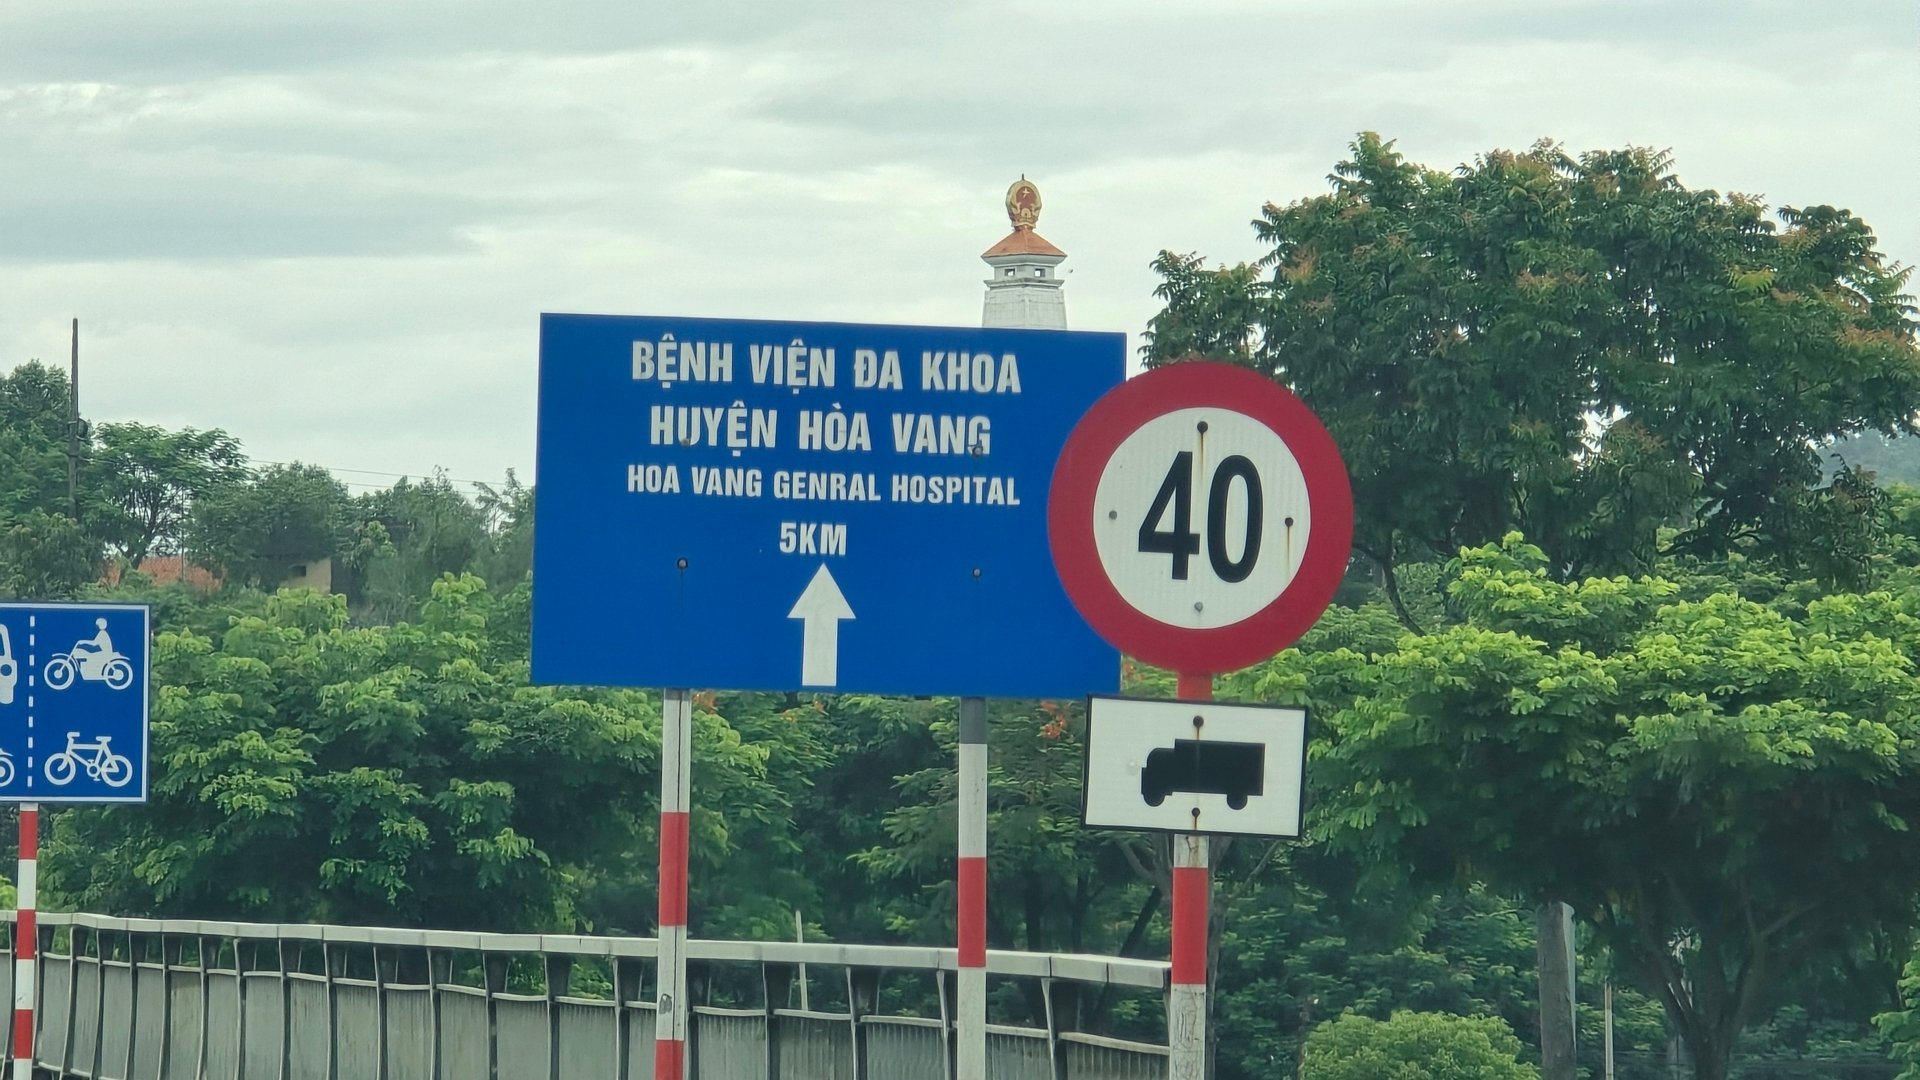 BỆNH VIỆN ĐA KHOA
HUYỆN HÒA VANG
HOA VANG GENRAL HOSPITAL
5KM
40